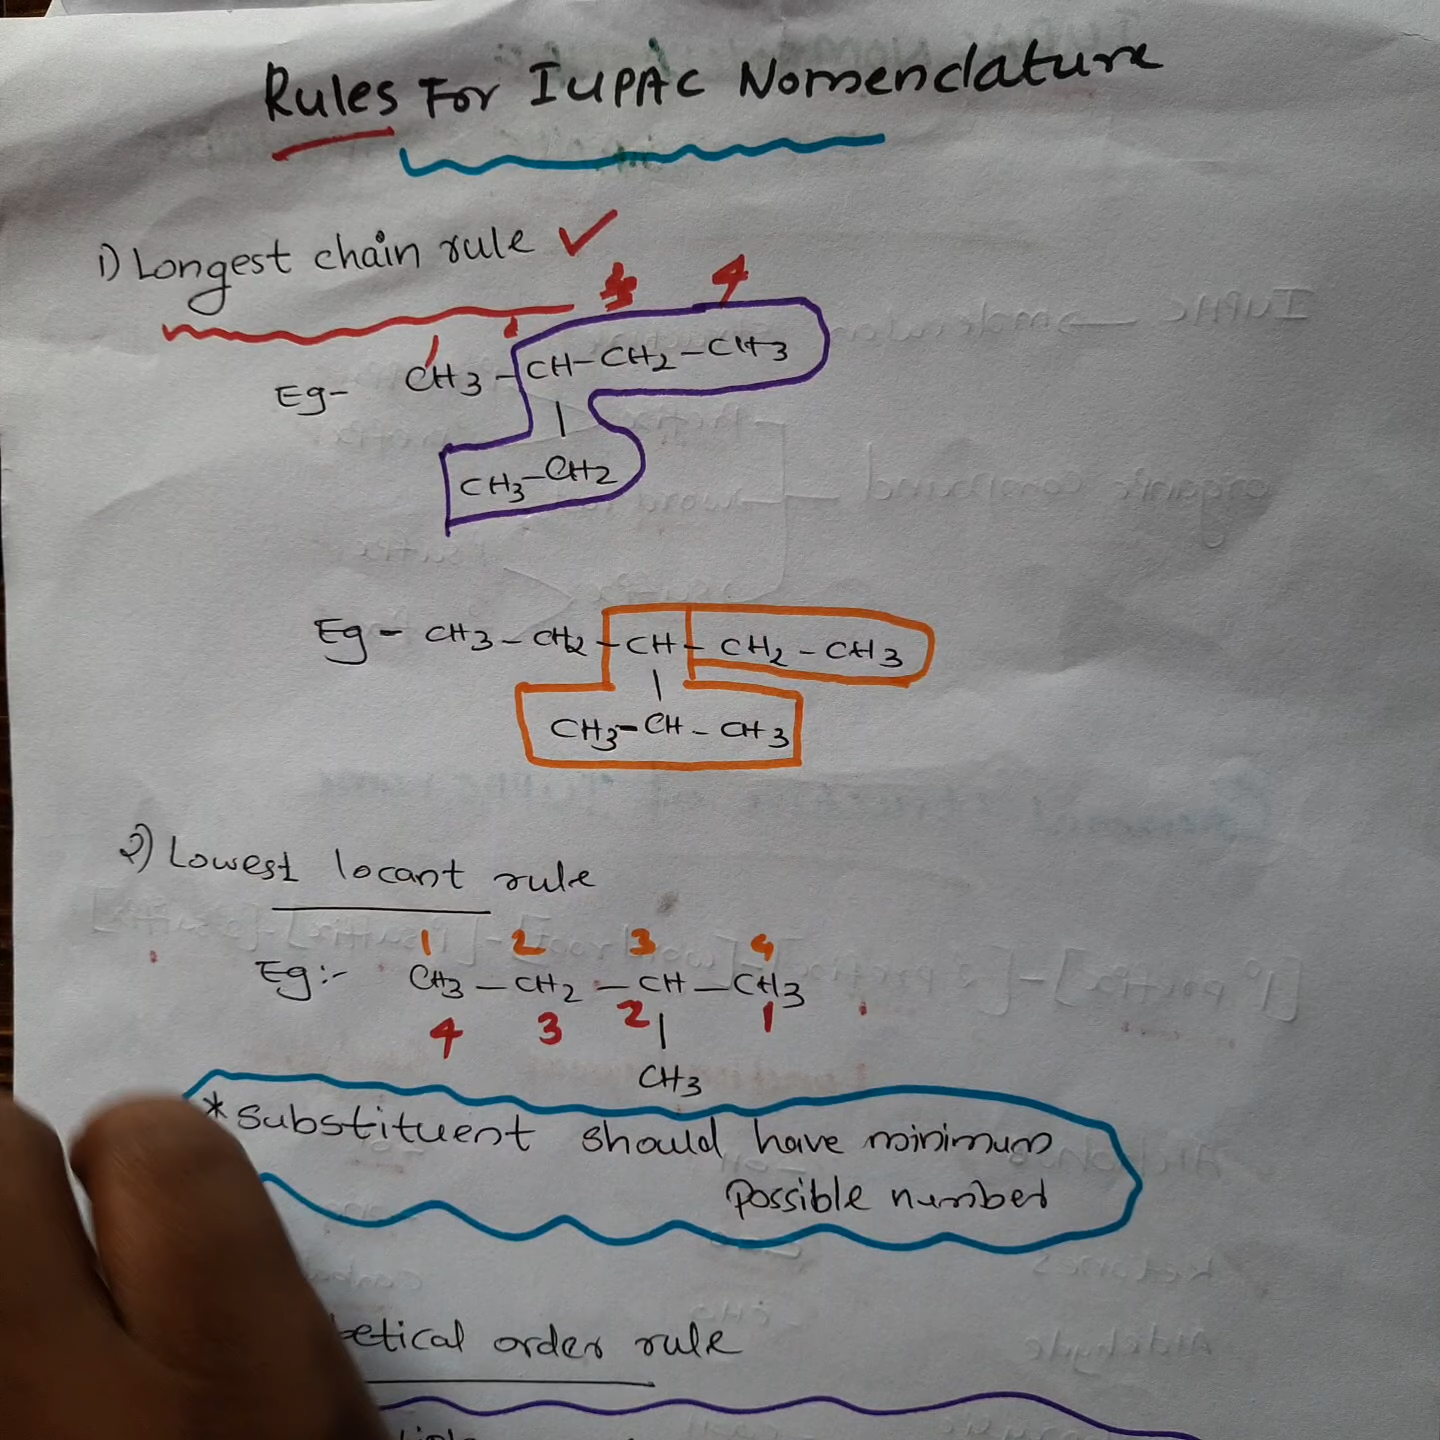 Rules For IUPAC Nomenclature
1) Longest chain rule ✓
4
Eg- CH3 - CH-CH2-CH3
|
CH3-CH2
Eg - CH3 - CH2 - CH - CH2 - CH3
|
CH3-CH - CH3
2) Lowest locant rule
1 2 3 4
Eg:- CH3 - CH2 - CH - CH3
4 3 2 | 1
CH3
* substituent should have minimum
possible number
betical order rule